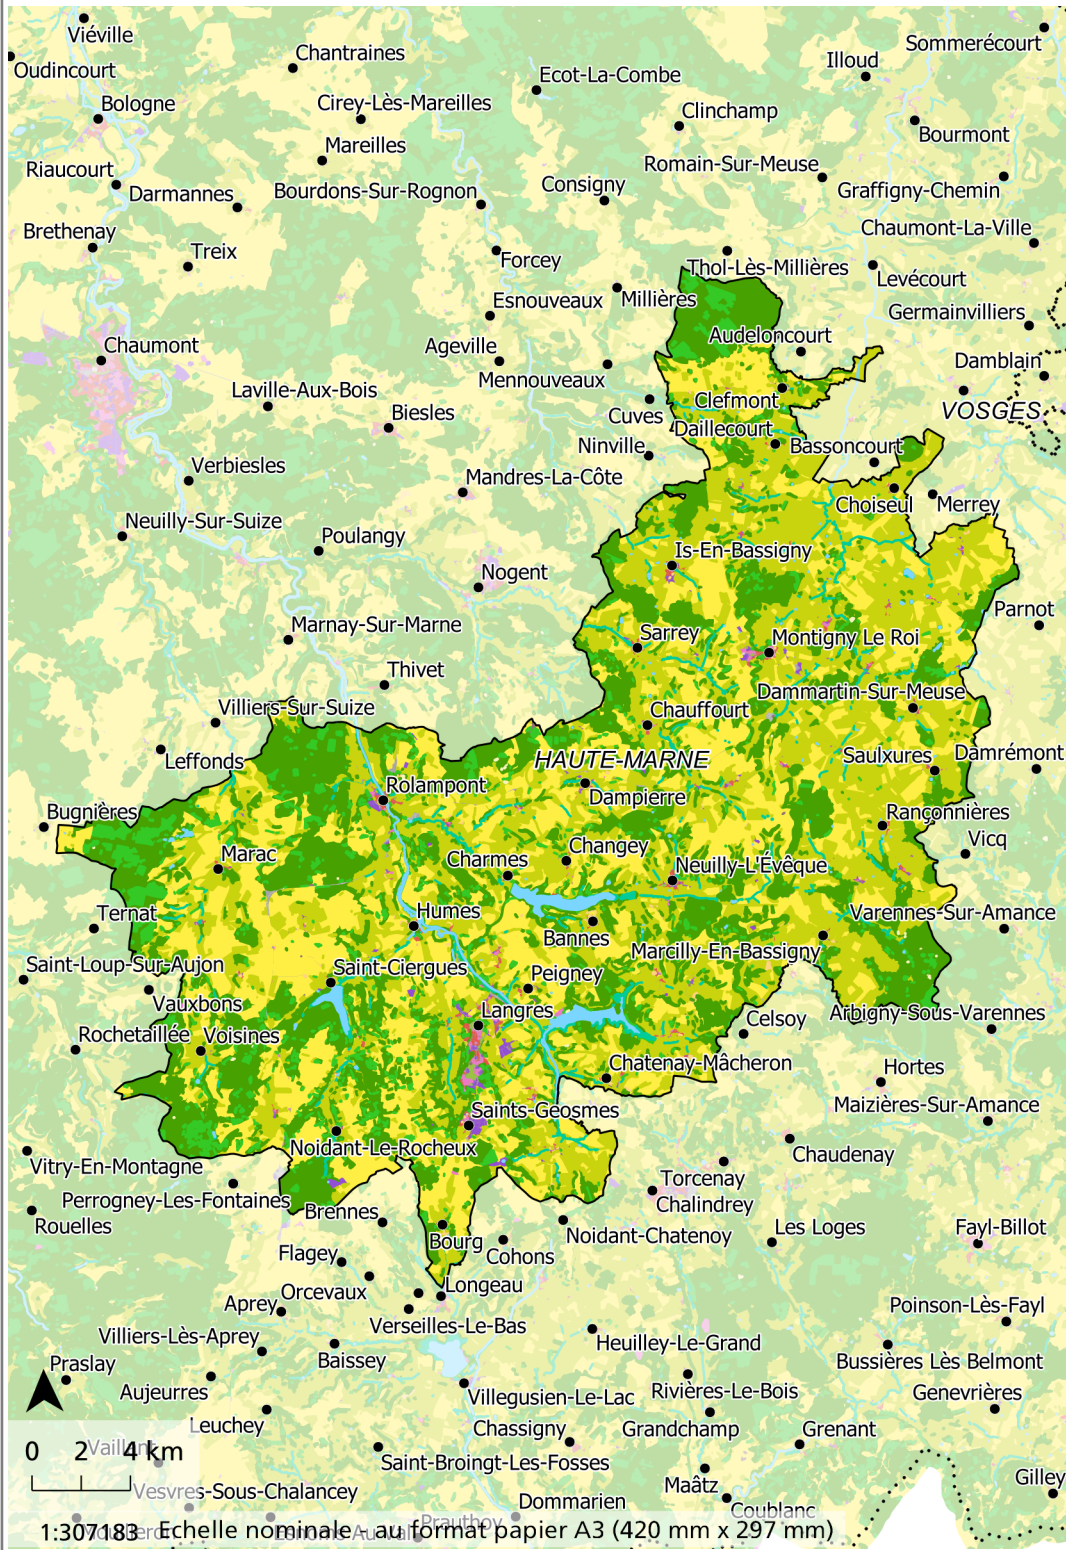 Viéville
Sommerécourt
Chantraines
Illoud
Oudincourt
Ecot-La-Combe
Bologne
Cirey-Lès-Mareilles
Clinchamp
Bourmont
Mareilles
Romain-Sur-Meuse
Riaucourt
Darmannes
Bourdons-Sur-Rognon
Consigny
Graffigny-Chemin
Brethenay
Chaumont-La-Ville
Treix
Forcey
Thol-Lès-Millières
Levécourt
Esnouveaux
Millières
Germainvilliers
Audeloncourt
Chaumont
Ageville
Damblain
Mennouveaux
Laville-Aux-Bois
Clefmont
VOSGES
Biesles
Cuves
Daillecourt
Ninville
Bassoncourt
Verbiesles
Mandres-La-Côte
Choiseul
Merrey
Neuilly-Sur-Suize
Poulangy
Is-En-Bassigny
Nogent
Parnot
Marnay-Sur-Marne
Sarrey
Montigny Le Roi
Thivet
Dammartin-Sur-Meuse
Villiers-Sur-Suize
Chauffourt
Leffonds
HAUTE-MARNE
Saulxures
Damrémont
Rolampont
Dampierre
Bugnières
Rançonnières
Vicq
Marac
Charmes
Changey
Neuilly-L'Évêque
Ternat
Humes
Varennes-Sur-Amance
Bannes
Marcilly-En-Bassigny
Saint-Loup-Sur-Aujon
Saint-Ciergues
Peigney
Vauxbons
Langres
Arbigny-Sous-Varennes
Rochetaillée
Voisines
Celsoy
Chatenay-Mâcheron
Hortes
Saints-Geosmes
Maizières-Sur-Amance
Noidant-Le-Rocheux
Chaudenay
Vitry-En-Montagne
Torcenay
Perrogney-Les-Fontaines
Chalindrey
Rouelles
Brennes
Bourg
Noidant-Chatenoy
Les Loges
Fayl-Billot
Flagey
Cohons
Orcevaux
Longeau
Aprey
Poinson-Lès-Fayl
Verseilles-Le-Bas
Villiers-Lès-Aprey
Heuilley-Le-Grand
Praslay
Baissey
Bussières Lès Belmont
Aujeurres
Villegusien-Le-Lac
Rivières-Le-Bois
Genevrières
Leuchey
Chassigny
Grandchamp
Grenant
0 2 4 km
Saint-Broingt-Les-Fosses
Gilley
Maâtz
Vesvres-Sous-Chalancey
Dommarien
Coublanc
Prauthoy
1:307 183 Echelle nominale - au format papier A3 (420 mm x 297 mm)